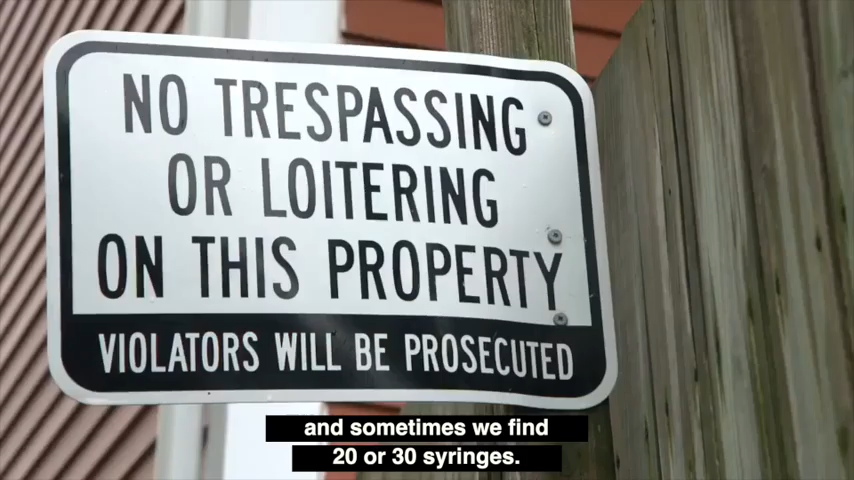 NO TRESPASSING
OR LOITERING
ON THIS PROPERTY
VIOLATORS WILL BE PROSECUTED
and sometimes we find
20 or 30 syringes.